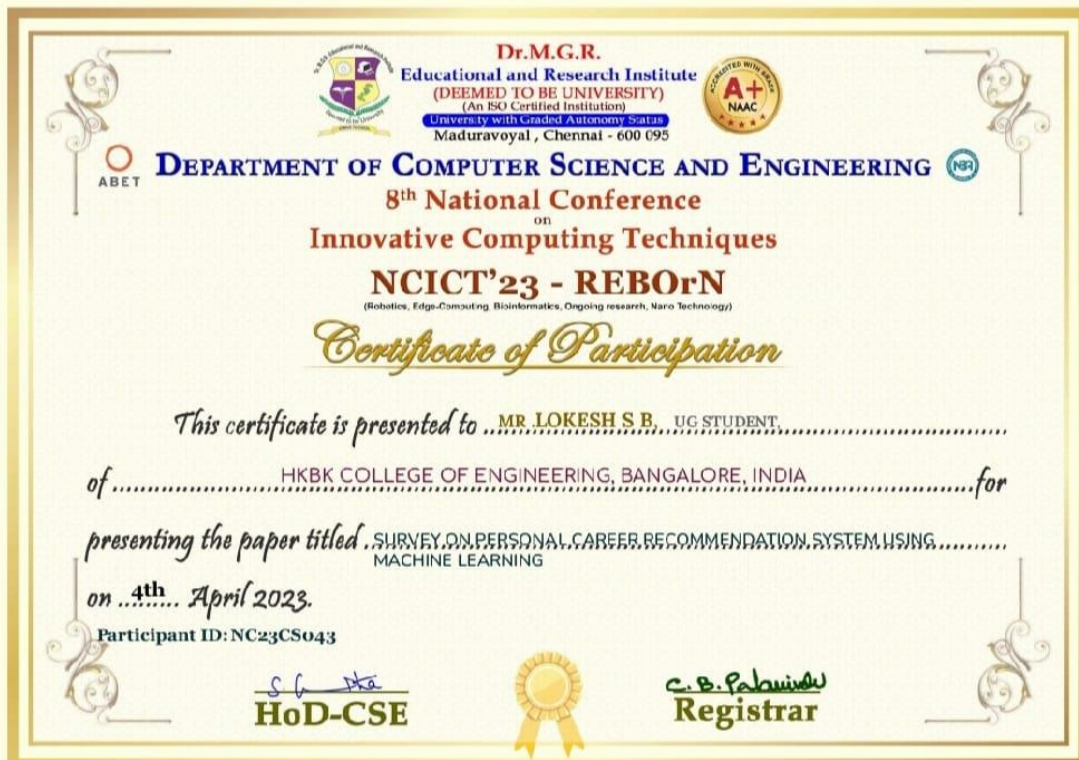 Dr.M.G.R.
Educational and Research Institute
(DEEMED TO BE UNIVERSITY)
(An ISO Certified Institution)
University with Graded Autonomy Status
Maduravoyal , Chennai - 600 095
ACCREDITED WITH GRADE
A+
NAAC
ABET
DEPARTMENT OF COMPUTER SCIENCE AND ENGINEERING
NBA
8th National Conference
on
Innovative Computing Techniques
NCICT'23 - REBOrN
(Robotics, Edge-Computing, Bioinformatics, Ongoing research, Nano Technology)
Certificate of Participation
This certificate is presented to MR .LOKESH S B, UG STUDENT,
of HKBK COLLEGE OF ENGINEERING, BANGALORE, INDIA for
presenting the paper titled SURVEY ON PERSONAL CAREER RECOMMENDATION SYSTEM USING
MACHINE LEARNING
on 4th April 2023.
Participant ID: NC23CS043
HoD-CSE
C. B. Palanivelu
Registrar